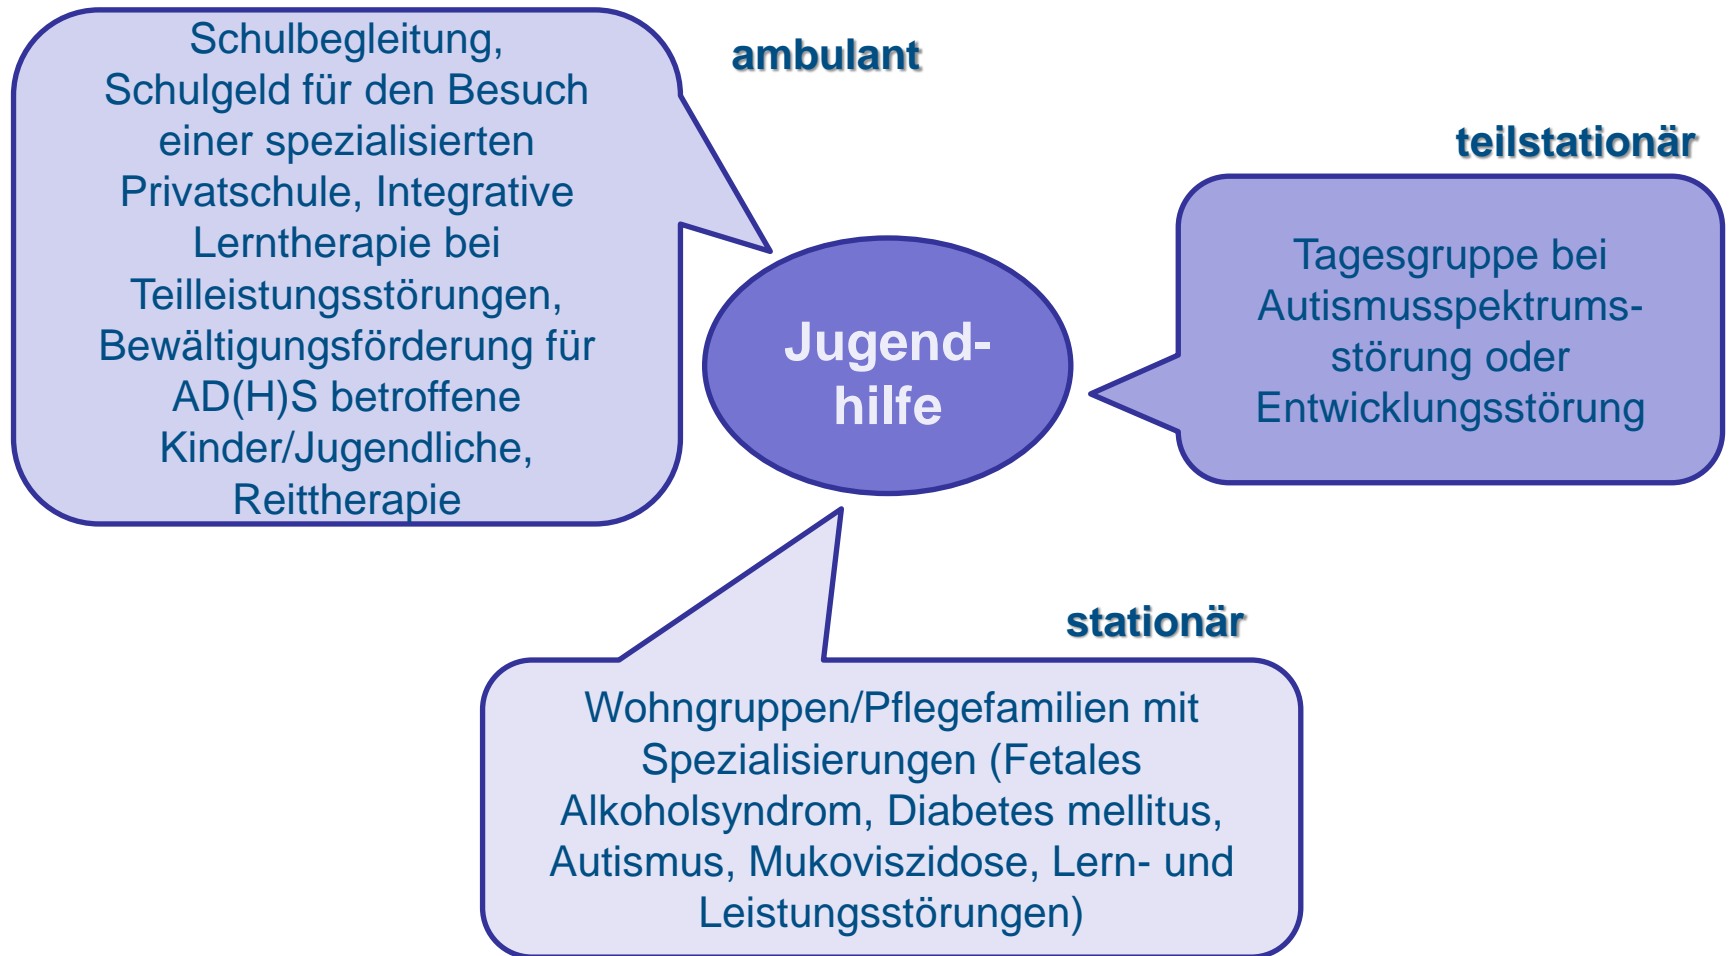 Schulbegleitung,
Schulgeld für den Besuch
einer spezialisierten
Privatschule, Integrative
Lerntherapie bei
Teilleistungsstörungen,
Bewältigungsförderung für
AD(H)S betroffene
Kinder/Jugendliche,
Reittherapie
ambulant
teilstationär
Tagesgruppe bei
Autismusspektrums-
störung oder
Entwicklungsstörung
Jugend-
hilfe
stationär
Wohngruppen/Pflegefamilien mit
Spezialisierungen (Fetales
Alkoholsyndrom, Diabetes mellitus,
Autismus, Mukoviszidose, Lern- und
Leistungsstörungen)